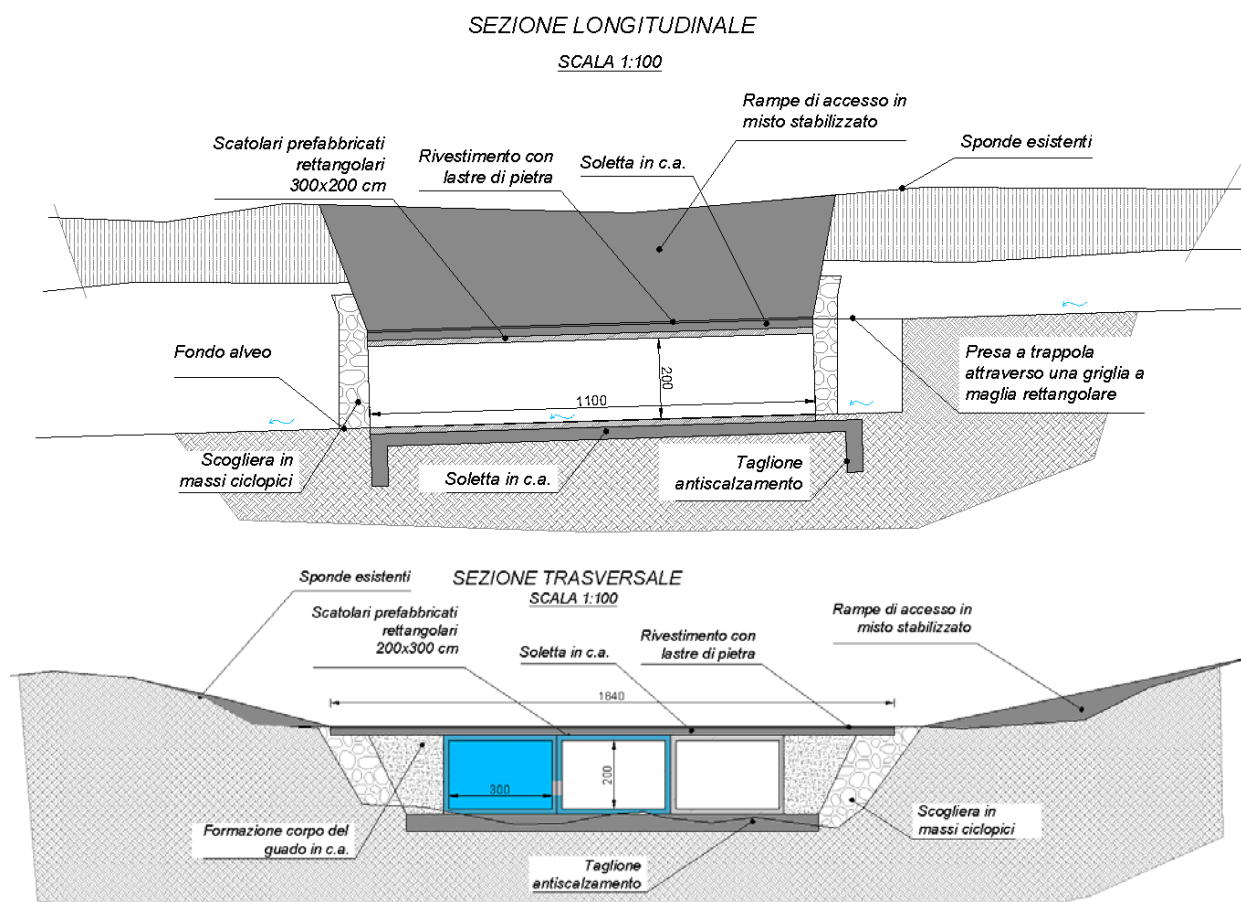 SEZIONE LONGITUDINALE
SCALA 1:100
Rampe di accesso in
misto stabilizzato
Scatolari prefabbricati
rettangolari
300x200 cm
Rivestimento con
lastre di pietra
Soletta in c.a.
Sponde esistenti
Fondo alveo
200
1100
Presa a trappola
attraverso una griglia a
maglia rettangolare
Scogliera in
massi ciclopici
Soletta in c.a.
Taglione
antiscalzamento
Sponde esistenti
SEZIONE TRASVERSALE
SCALA 1:100
Scatolari prefabbricati
rettangolari
200x300 cm
Soletta in c.a.
Rivestimento con
lastre di pietra
Rampe di accesso in
misto stabilizzato
1640
300
200
Formazione corpo del
guado in c.a.
Taglione
antiscalzamento
Scogliera in
massi ciclopici